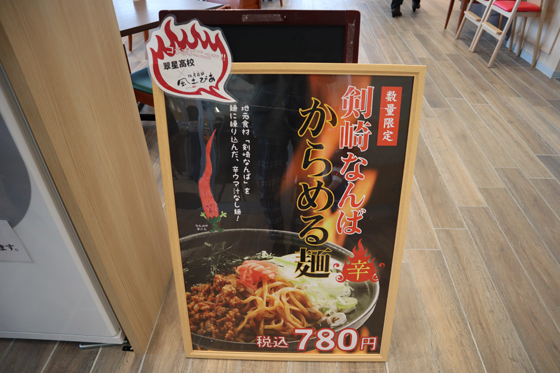 翠星高校
数量限定
剣崎なんば
からめる麺
辛
地元食材「剣崎なんば」を
麺に練り込んだ、辛ウマ汁なし麺!
税込780円
ます。